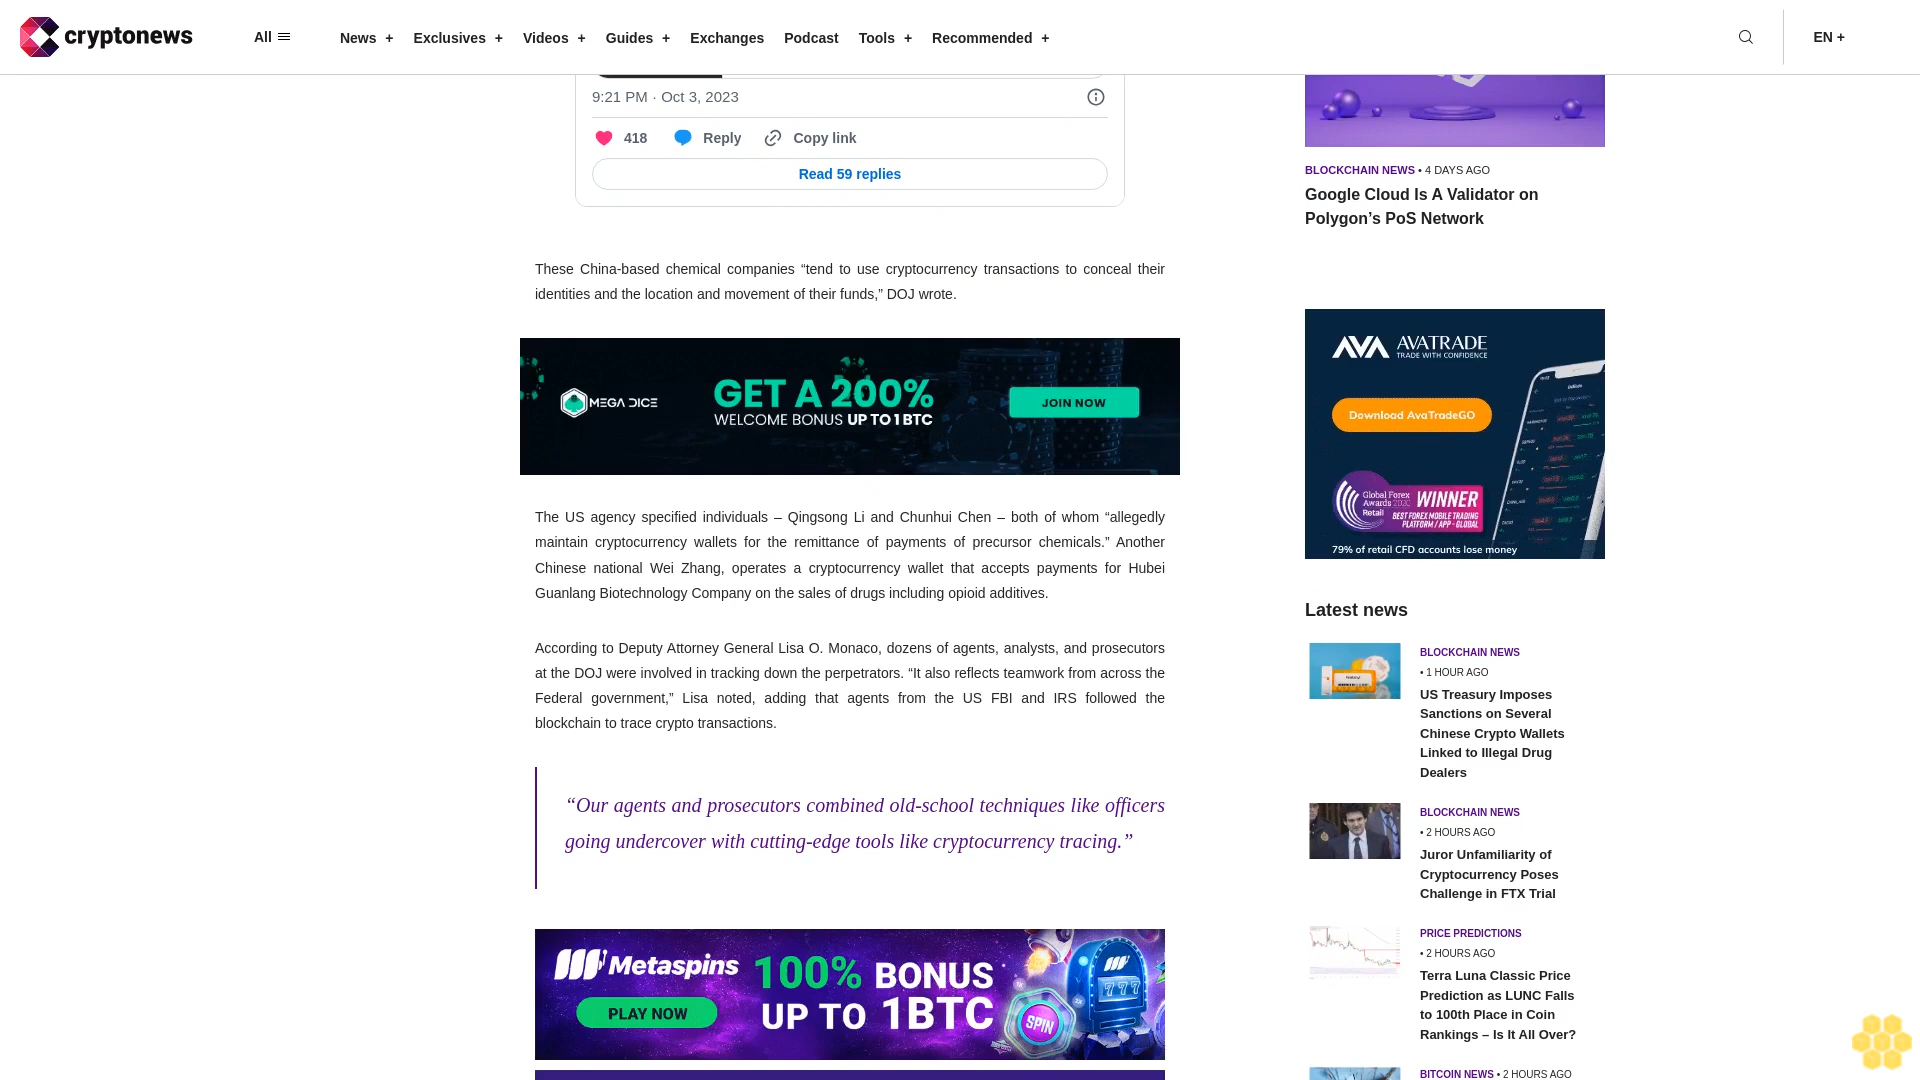 cryptonews
All
News +
Exclusives +
Videos +
Guides +
Exchanges
Podcast
Tools +
Recommended +
EN +
9:21 PM · Oct 3, 2023
418
Reply
Copy link
Read 59 replies
These China-based chemical companies “tend to use cryptocurrency transactions to conceal their
identities and the location and movement of their funds,” DOJ wrote.
MEGA DICE
GET A 200%
WELCOME BONUS UP TO 1 BTC
JOIN NOW
The US agency specified individuals – Qingsong Li and Chunhui Chen – both of whom “allegedly
maintain cryptocurrency wallets for the remittance of payments of precursor chemicals.” Another
Chinese national Wei Zhang, operates a cryptocurrency wallet that accepts payments for Hubei
Guanlang Biotechnology Company on the sales of drugs including opioid additives.
According to Deputy Attorney General Lisa O. Monaco, dozens of agents, analysts, and prosecutors
at the DOJ were involved in tracking down the perpetrators. “It also reflects teamwork from across the
Federal government,” Lisa noted, adding that agents from the US FBI and IRS followed the
blockchain to trace crypto transactions.
“Our agents and prosecutors combined old-school techniques like officers
going undercover with cutting-edge tools like cryptocurrency tracing.”
Metaspins
PLAY NOW
100% BONUS
UP TO 1BTC
777
SPIN
BLOCKCHAIN NEWS • 4 DAYS AGO
Google Cloud Is A Validator on
Polygon’s PoS Network
AVA AVATRADE
TRADE WITH CONFIDENCE
Download AvaTradeGO
Global Forex
Awards 2020
Retail
WINNER
BEST FOREX MOBILE TRADING
PLATFORM / APP - GLOBAL
79% of retail CFD accounts lose money
Latest news
BLOCKCHAIN NEWS
• 1 HOUR AGO
US Treasury Imposes
Sanctions on Several
Chinese Crypto Wallets
Linked to Illegal Drug
Dealers
BLOCKCHAIN NEWS
• 2 HOURS AGO
Juror Unfamiliarity of
Cryptocurrency Poses
Challenge in FTX Trial
PRICE PREDICTIONS
• 2 HOURS AGO
Terra Luna Classic Price
Prediction as LUNC Falls
to 100th Place in Coin
Rankings – Is It All Over?
BITCOIN NEWS • 2 HOURS AGO